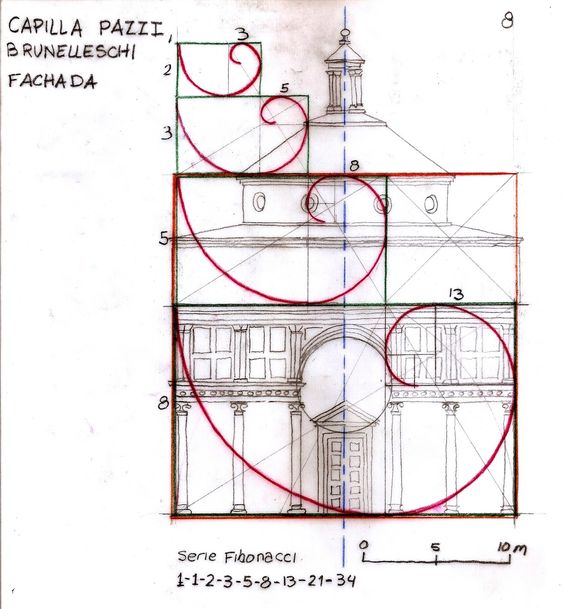 CAPILLA PAZZI,
BRUNELLESCHI
FACHADA
8
1
3
2
5
3
8
5
13
8
0 5 10 m
Serie Fibonacci
1-1-2-3-5-8-13-21-34